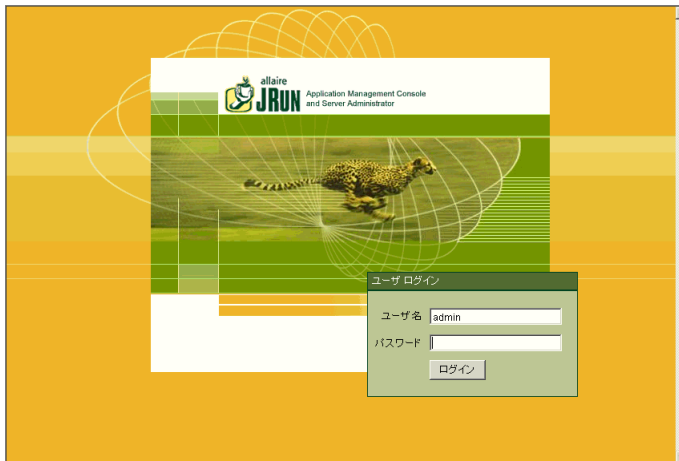 allaire
JRUN
Application Management Console
and Server Administrator
ユーザ ログイン
ユーザ名 admin
パスワード
ログイン